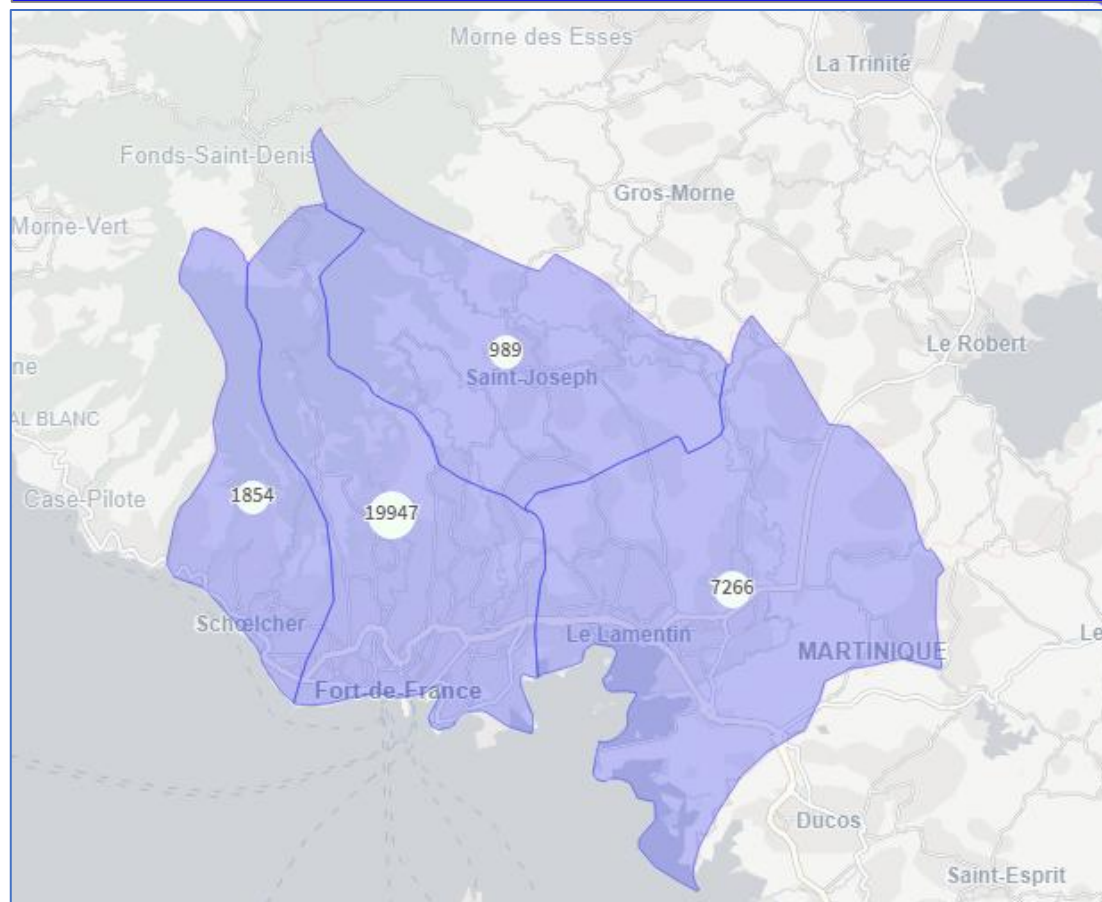 Morne des Esses
La Trinité
Fonds-Saint-Denis
Gros-Morne
Morne-Vert
Le Robert
989
ne
Saint-Joseph
AL BLANC
1854
Case-Pilote
19947
7266
Schœlcher
Le Lamentin
Le
MARTINIQUE
Fort-de-France
Ducos
Saint-Esprit